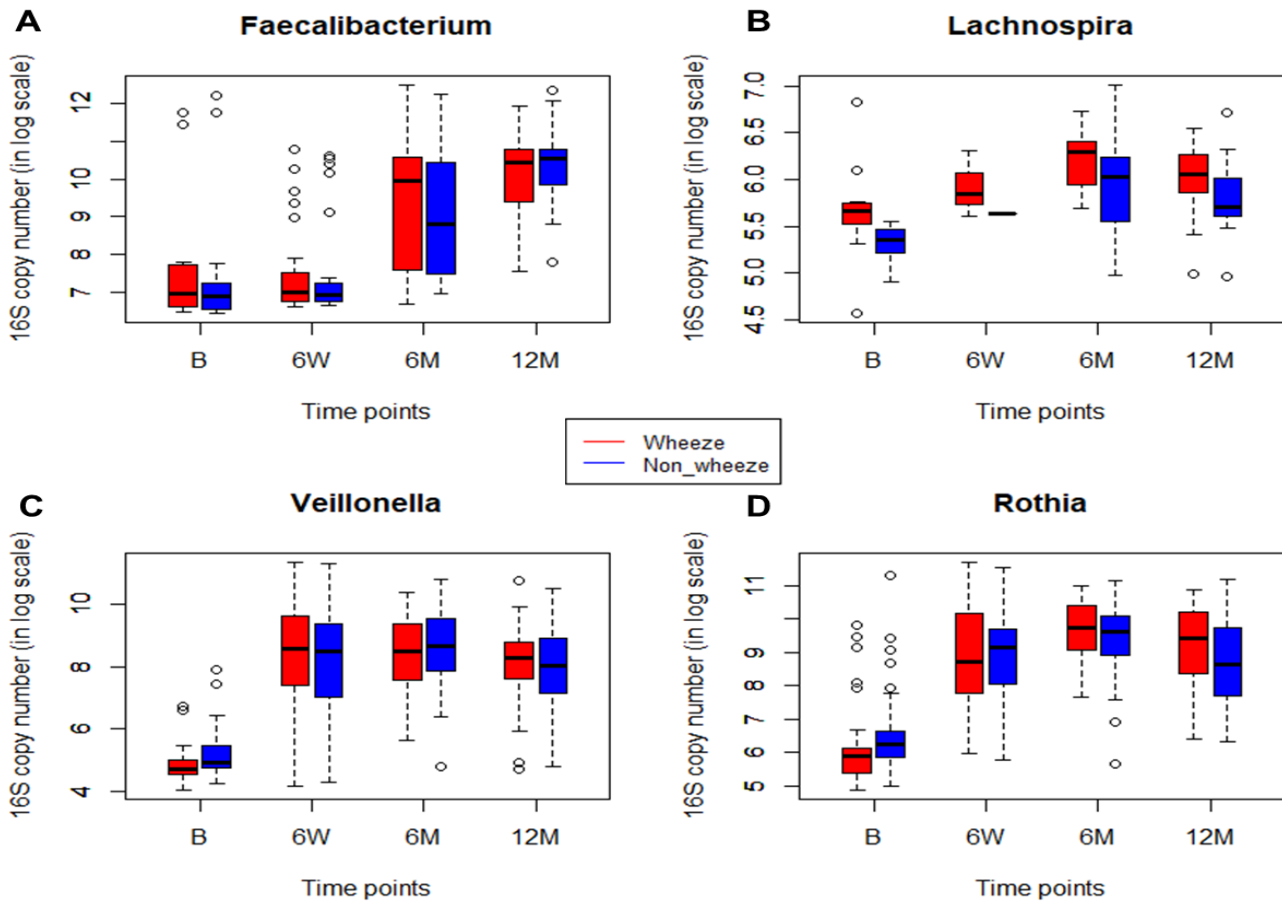 A
Faecalibacterium
16S copy number (in log scale)
12
10
9
8
7
B
6W
6M
12M
Time points
B
Lachnospira
16S copy number (in log scale)
7.0
6.5
6.0
5.5
5.0
4.5
B
6W
6M
12M
Time points
Wheeze
Non_wheeze
C
Veillonella
16S copy number (in log scale)
10
8
6
4
B
6W
6M
12M
Time points
D
Rothia
16S copy number (in log scale)
11
9
8
7
6
5
B
6W
6M
12M
Time points